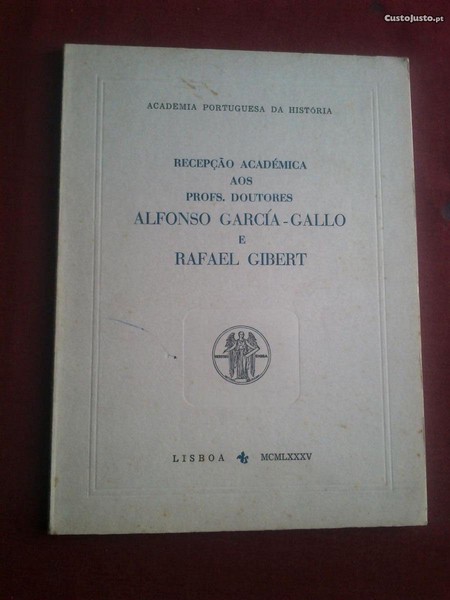 CustoJusto.pt
ACADEMIA PORTUGUESA DA HISTÓRIA
RECEPÇÃO ACADÉMICA
AOS
PROFS. DOUTORES
ALFONSO GARCÍA-GALLO
E
RAFAEL GIBERT
LISBOA MCMLXXXV